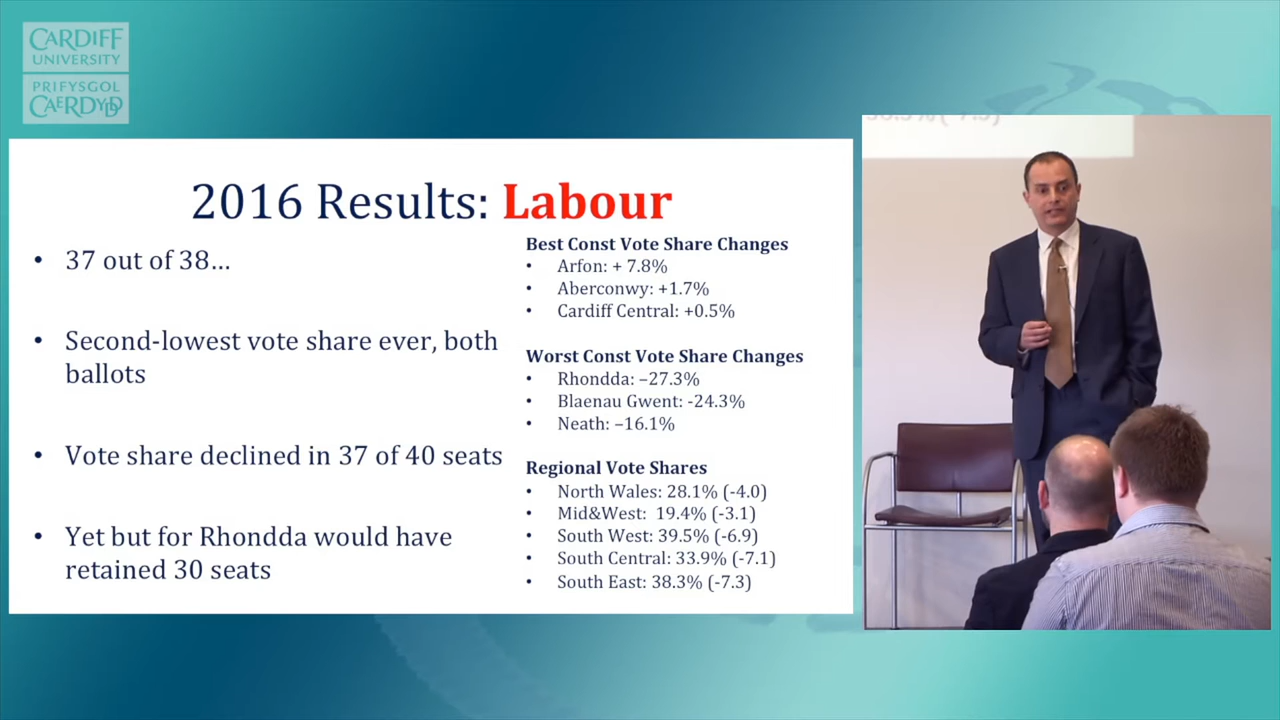 CARDIFF
UNIVERSITY
PRIFYSGOL
CAERDYDD
2016 Results: Labour
• 37 out of 38…
• Second-lowest vote share ever, both
ballots
• Vote share declined in 37 of 40 seats
• Yet but for Rhondda would have
retained 30 seats
Best Const Vote Share Changes
• Arfon: + 7.8%
• Aberconwy: +1.7%
• Cardiff Central: +0.5%
Worst Const Vote Share Changes
• Rhondda: –27.3%
• Blaenau Gwent: -24.3%
• Neath: –16.1%
Regional Vote Shares
• North Wales: 28.1% (-4.0)
• Mid&West: 19.4% (-3.1)
• South West: 39.5% (-6.9)
• South Central: 33.9% (-7.1)
• South East: 38.3% (-7.3)